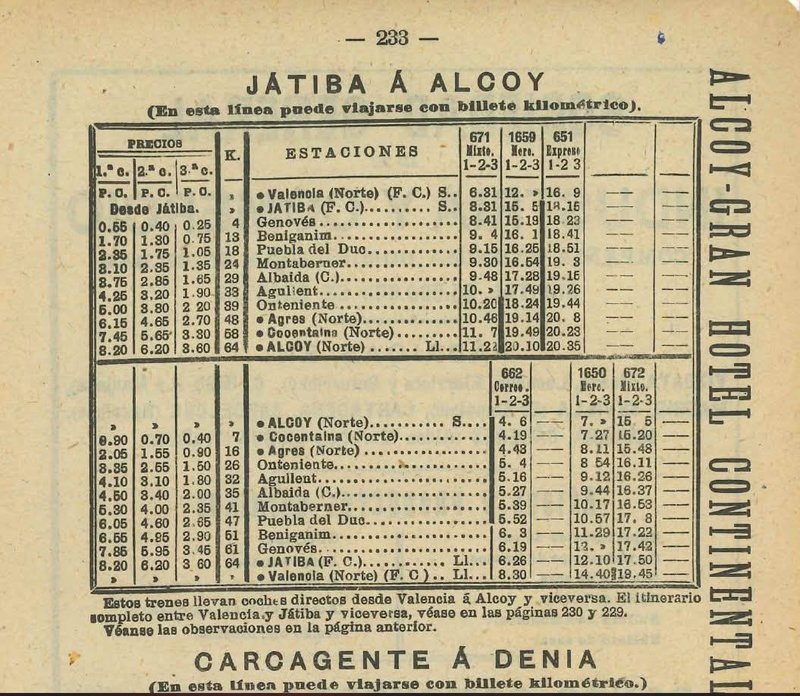 — 233 —
JÁTIBA Á ALCOY
(En esta línea puede viajarse con billete kilométrico).
PRECIOS K. ESTACIONES 671 1659 651
Mixto. Merc. Expreso
1.ª c. 2.ª c. 3.ª c. 1-2-3 1-2-3 1-2 3
P. C. P. C. P. C. » ● Valencia (Norte) (F. C.) S.. 6.31 12. » 16. 9
Desde Játiba. » ● JÁTIBA (F. C.).......... S.. 8.31 15. 5 18.15
0.55 0.40 0.25 4 Genovés 8.41 15.19 18 23
1.70 1.30 0.75 13 Beniganim 9. 4 16. 1 18.41
2.35 1.75 1.05 18 Puebla del Duc 9.15 16.25 18.51
3.10 2.35 1.35 24 Montaberner 9.30 16.54 19. 3
3.75 2.85 1.65 29 Albaida (C.) 9.48 17.28 19.15
4.25 3.20 1.90 33 Agullent 10. » 17.49 19.26
5.00 3.80 2 20 39 Onteniente 10.20 18.24 19.44
6.15 4.65 2.70 48 ● Agres (Norte) 10.46 19.14 20. 8
7.45 5.65 3.30 58 ● Cocentaina (Norte) 11. 7 19.49 20.23
8.20 6.20 3.60 64 ● ALCOY (Norte) ....... Ll... 11.22 20.10 20.35
662 1650 672
Correo. Merc. Mixto.
1-2-3 1-2-3 1-2-3
» » » » ● ALCOY (Norte) S.... 4. 6 7. » 15 5
0.90 0.70 0.40 7 ● Cocentaina (Norte) 4.19 7 27 15.20
2.05 1.55 0.90 16 ● Agres (Norte) 4.43 8.11 15.48
3.35 2.55 1.50 26 Onteniente 5. 4 8 54 16.11
4.10 3.10 1.80 32 Agullent 5.16 9.12 16.26
4.50 3.40 2.00 35 Albaida (C.) 5.27 9.44 16.37
5.30 4.00 2.35 41 Montaberner 5.39 10.17 16.53
6.05 4.60 2.65 47 Puebla del Duc 5.52 10.57 17. 8
6.55 4.95 2.90 51 Beniganim 6. 3 11.29 17.22
7.85 5.95 3.45 61 Genovés 6.19 12. » 17.42
8.20 6.20 3 60 64 ● JÁTIBA (F. C.) Ll... 6.26 12.10 17.50
» » » » ● Valencia (Norte) (F. C ) .. Ll... 8.30 14.40 19.45
Estos trenes llevan coches directos desde Valencia á Alcoy y viceversa. El itinerario
completo entre Valencia y Játiba y viceversa, véase en las páginas 230 y 229.
Véanse las observaciones en la página anterior.
CARCAGENTE Á DENIA
(En esta línea puede viajarse con billete kilométrico.)
ALCOY-GRAN HOTEL CONTINENTAL